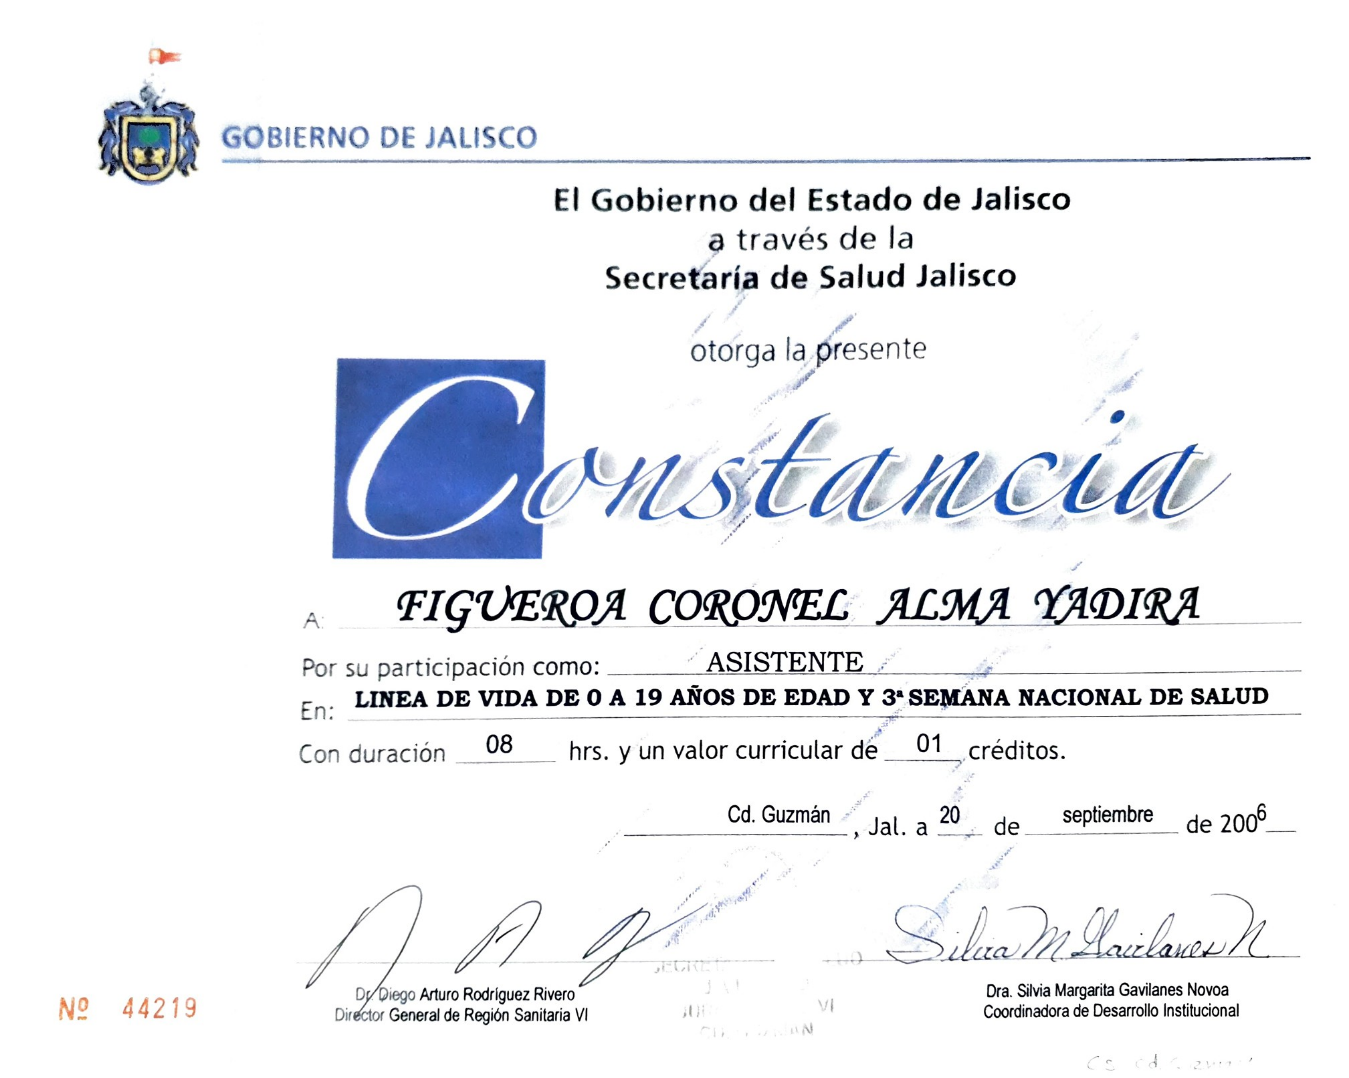 GOBIERNO DE JALISCO
El Gobierno del Estado de Jalisco
a través de la
Secretaría de Salud Jalisco
otorga la presente
Constancia
A: FIGUEROA CORONEL ALMA YADIRA
Por su participación como: ASISTENTE
En: LINEA DE VIDA DE 0 A 19 AÑOS DE EDAD Y 3ª SEMANA NACIONAL DE SALUD
Con duración 08 hrs. y un valor curricular de 01 créditos.
Cd. Guzmán, Jal. a 20 de septiembre de 2006
Silvia M Gavilanes N
Dr. Diego Arturo Rodríguez Rivero
Director General de Región Sanitaria VI
Dra. Silvia Margarita Gavilanes Novoa
Coordinadora de Desarrollo Institucional
VI
Nº 44219